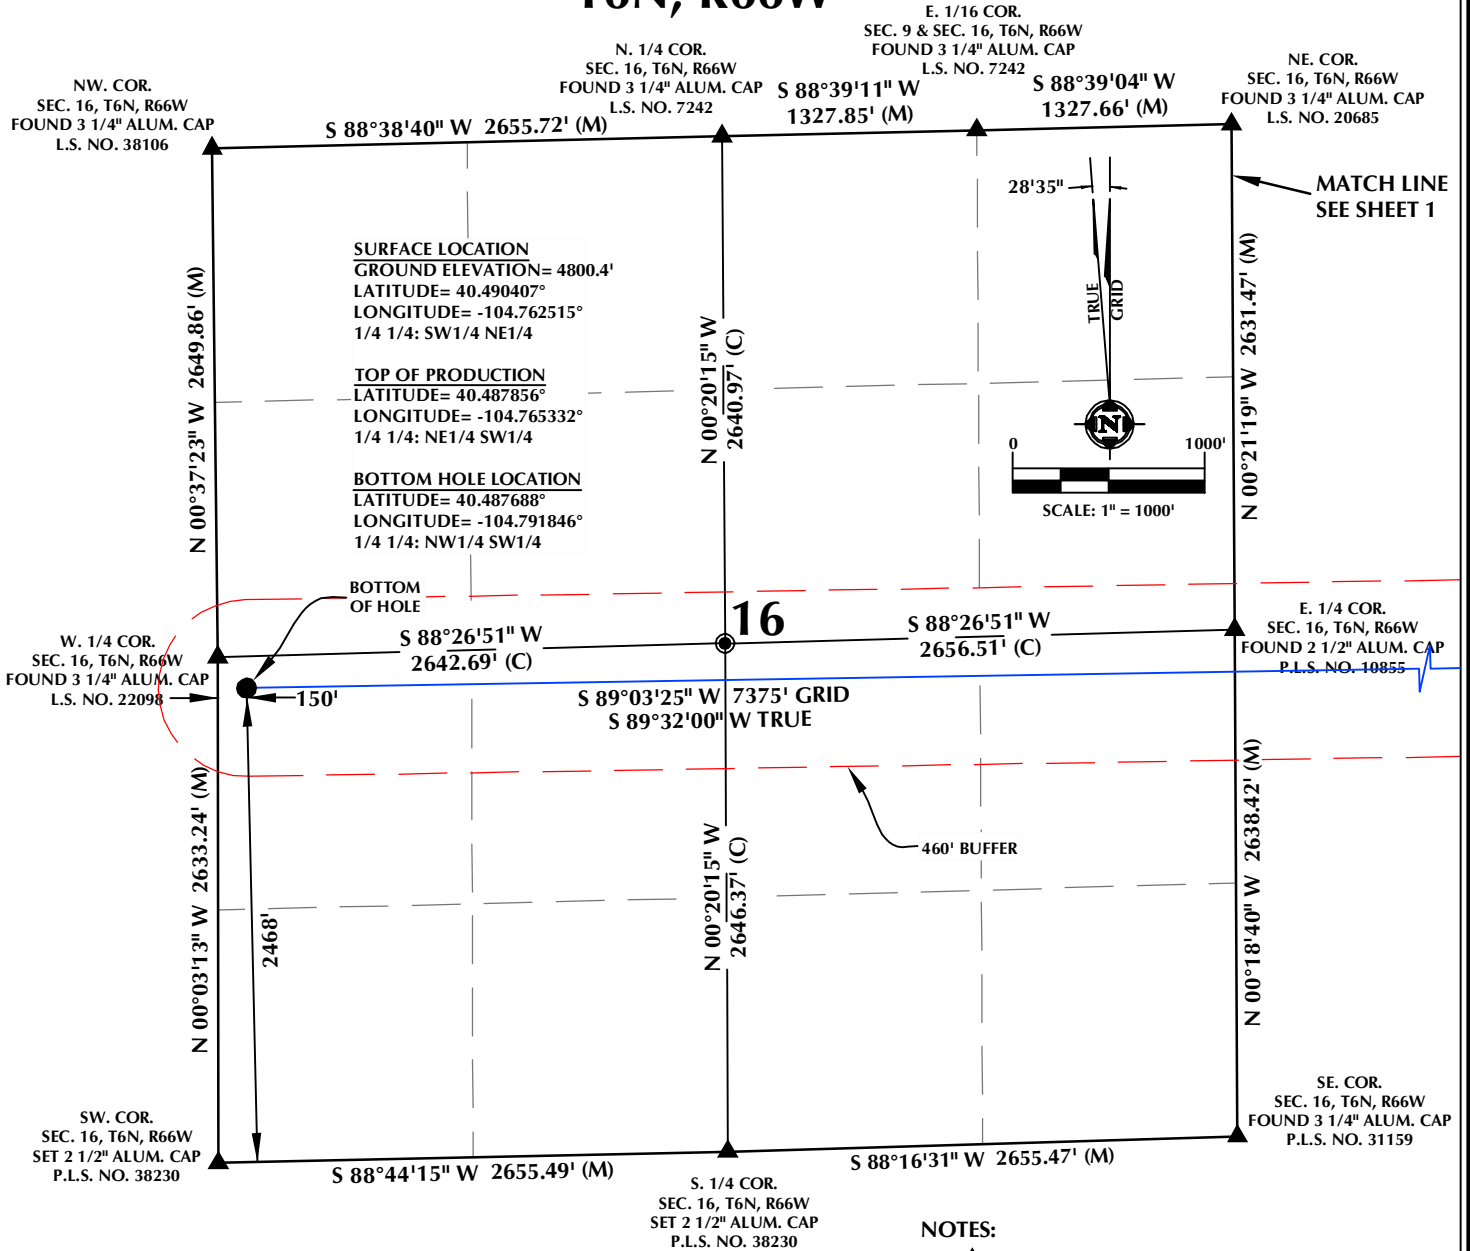 T6N, R66W
E. 1/16 COR.
SEC. 9 & SEC. 16, T6N, R66W
FOUND 3 1/4" ALUM. CAP
L.S. NO. 7242
N. 1/4 COR.
SEC. 16, T6N, R66W
FOUND 3 1/4" ALUM. CAP
L.S. NO. 7242
NW. COR.
SEC. 16, T6N, R66W
FOUND 3 1/4" ALUM. CAP
L.S. NO. 38106
NE. COR.
SEC. 16, T6N, R66W
FOUND 3 1/4" ALUM. CAP
L.S. NO. 20685
S 88°38'40" W 2655.72' (M)
S 88°39'11" W
1327.85' (M)
S 88°39'04" W
1327.66' (M)
MATCH LINE
SEE SHEET 1
28'35"
TRUE
GRID
N
0 1000'
SCALE: 1" = 1000'
SURFACE LOCATION
GROUND ELEVATION= 4800.4'
LATITUDE= 40.490407°
LONGITUDE= -104.762515°
1/4 1/4: SW1/4 NE1/4
TOP OF PRODUCTION
LATITUDE= 40.487856°
LONGITUDE= -104.765332°
1/4 1/4: NE1/4 SW1/4
BOTTOM HOLE LOCATION
LATITUDE= 40.487688°
LONGITUDE= -104.791846°
1/4 1/4: NW1/4 SW1/4
N 00°37'23" W 2649.86' (M)
N 00°20'15" W
2640.97' (C)
N 00°21'19" W 2631.47' (M)
BOTTOM
OF HOLE
16
W. 1/4 COR.
SEC. 16, T6N, R66W
FOUND 3 1/4" ALUM. CAP
L.S. NO. 22098
S 88°26'51" W
2642.69' (C)
S 88°26'51" W
2656.51' (C)
E. 1/4 COR.
SEC. 16, T6N, R66W
FOUND 2 1/2" ALUM. CAP
P.L.S. NO. 10855
150'
S 89°03'25" W 7375' GRID
S 89°32'00" W TRUE
460' BUFFER
N 00°03'13" W 2633.24' (M)
2468'
N 00°20'15" W
2646.37' (C)
N 00°18'40" W 2638.42' (M)
SW. COR.
SEC. 16, T6N, R66W
SET 2 1/2" ALUM. CAP
P.L.S. NO. 38230
S 88°44'15" W 2655.49' (M)
S 88°16'31" W 2655.47' (M)
SE. COR.
SEC. 16, T6N, R66W
FOUND 3 1/4" ALUM. CAP
P.L.S. NO. 31159
S. 1/4 COR.
SEC. 16, T6N, R66W
SET 2 1/2" ALUM. CAP
P.L.S. NO. 38230
NOTES: